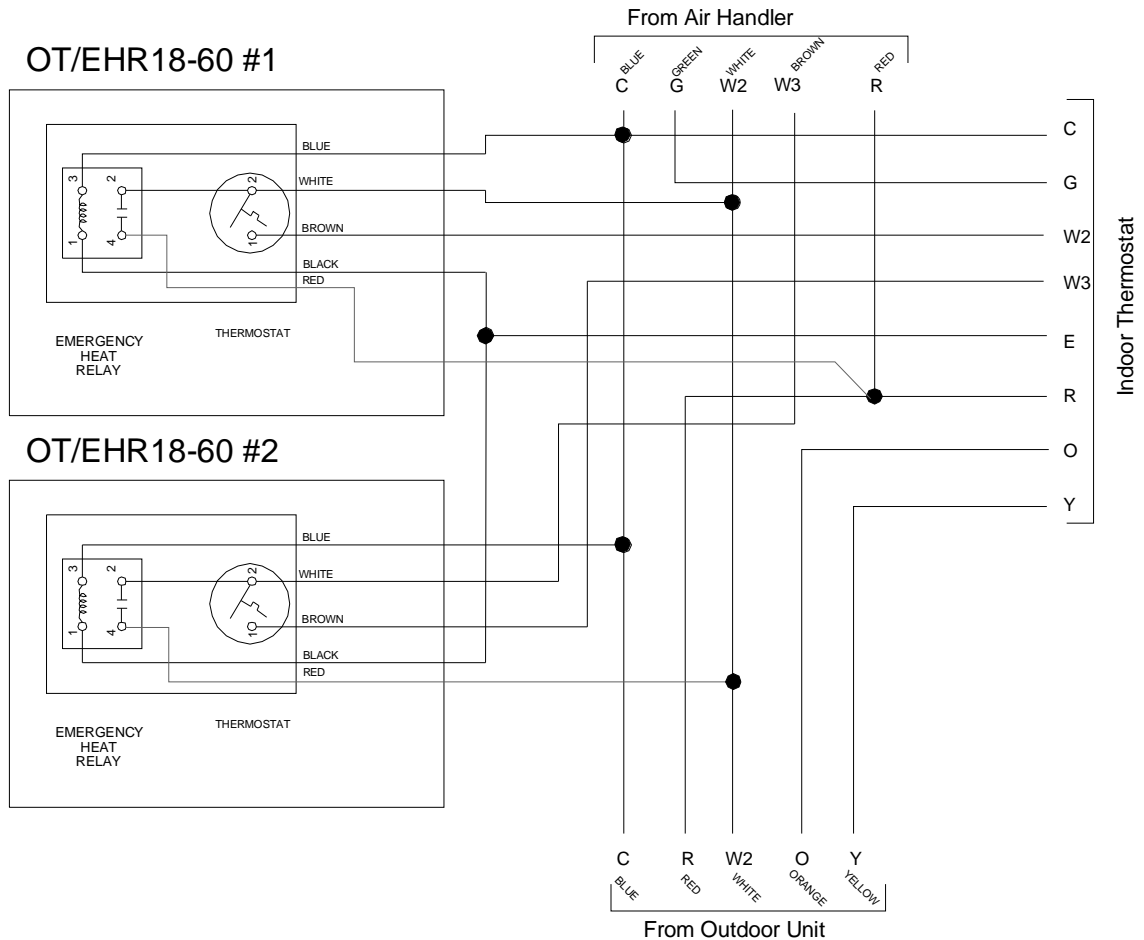 From Air Handler
BLUE
GREEN
WHITE
BROWN
RED
C
G
W2
W3
R
OT/EHR18-60 #1
3
2
1
4
2
1
BLUE
WHITE
BROWN
BLACK
RED
EMERGENCY
HEAT
RELAY
THERMOSTAT
C
G
W2
W3
E
R
O
Y
Indoor Thermostat
OT/EHR18-60 #2
3
2
1
4
2
1
BLUE
WHITE
BROWN
BLACK
RED
EMERGENCY
HEAT
RELAY
THERMOSTAT
C
R
W2
O
Y
BLUE
RED
WHITE
ORANGE
YELLOW
From Outdoor Unit